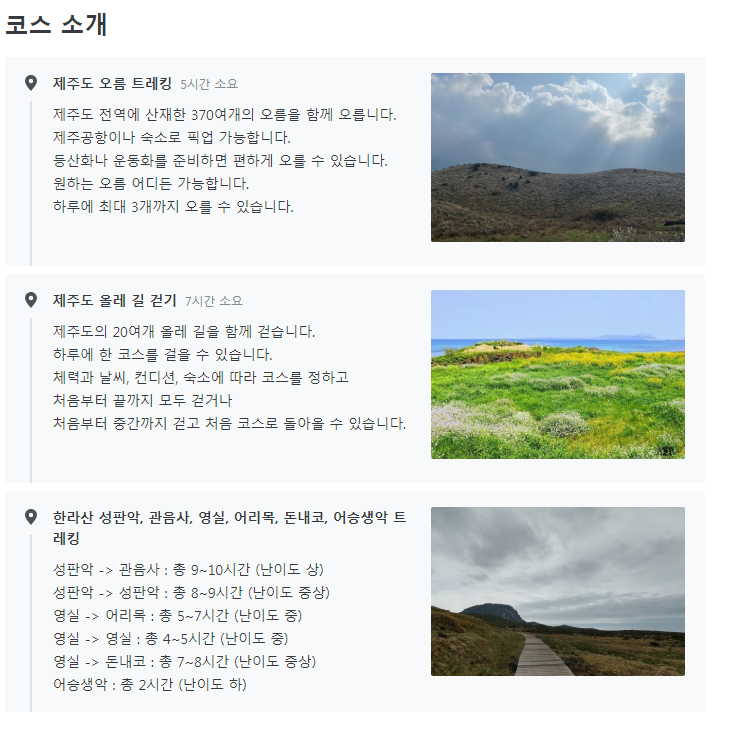 코스 소개
제주도 오름 트레킹 5시간 소요
제주도 전역에 산재한 370여개의 오름을 함께 오릅니다.
제주공항이나 숙소로 픽업 가능합니다.
등산화나 운동화를 준비하면 편하게 오를 수 있습니다.
원하는 오름 어디든 가능합니다.
하루에 최대 3개까지 오를 수 있습니다.
제주도 올레 길 걷기 7시간 소요
제주도의 20여개 올레 길을 함께 걷습니다.
하루에 한 코스를 걸을 수 있습니다.
체력과 날씨, 컨디션, 숙소에 따라 코스를 정하고
처음부터 끝까지 모두 걷거나
처음부터 중간까지 걷고 처음 코스로 돌아올 수 있습니다.
한라산 성판악, 관음사, 영실, 어리목, 돈내코, 어승생악 트
레킹
성판악 -> 관음사 : 총 9~10시간 (난이도 상)
성판악 -> 성판악 : 총 8~9시간 (난이도 중상)
영실 -> 어리목 : 총 5~7시간 (난이도 중)
영실 -> 영실 : 총 4~5시간 (난이도 중)
영실 -> 돈내코 : 총 7~8시간 (난이도 중상)
어승생악 : 총 2시간 (난이도 하)